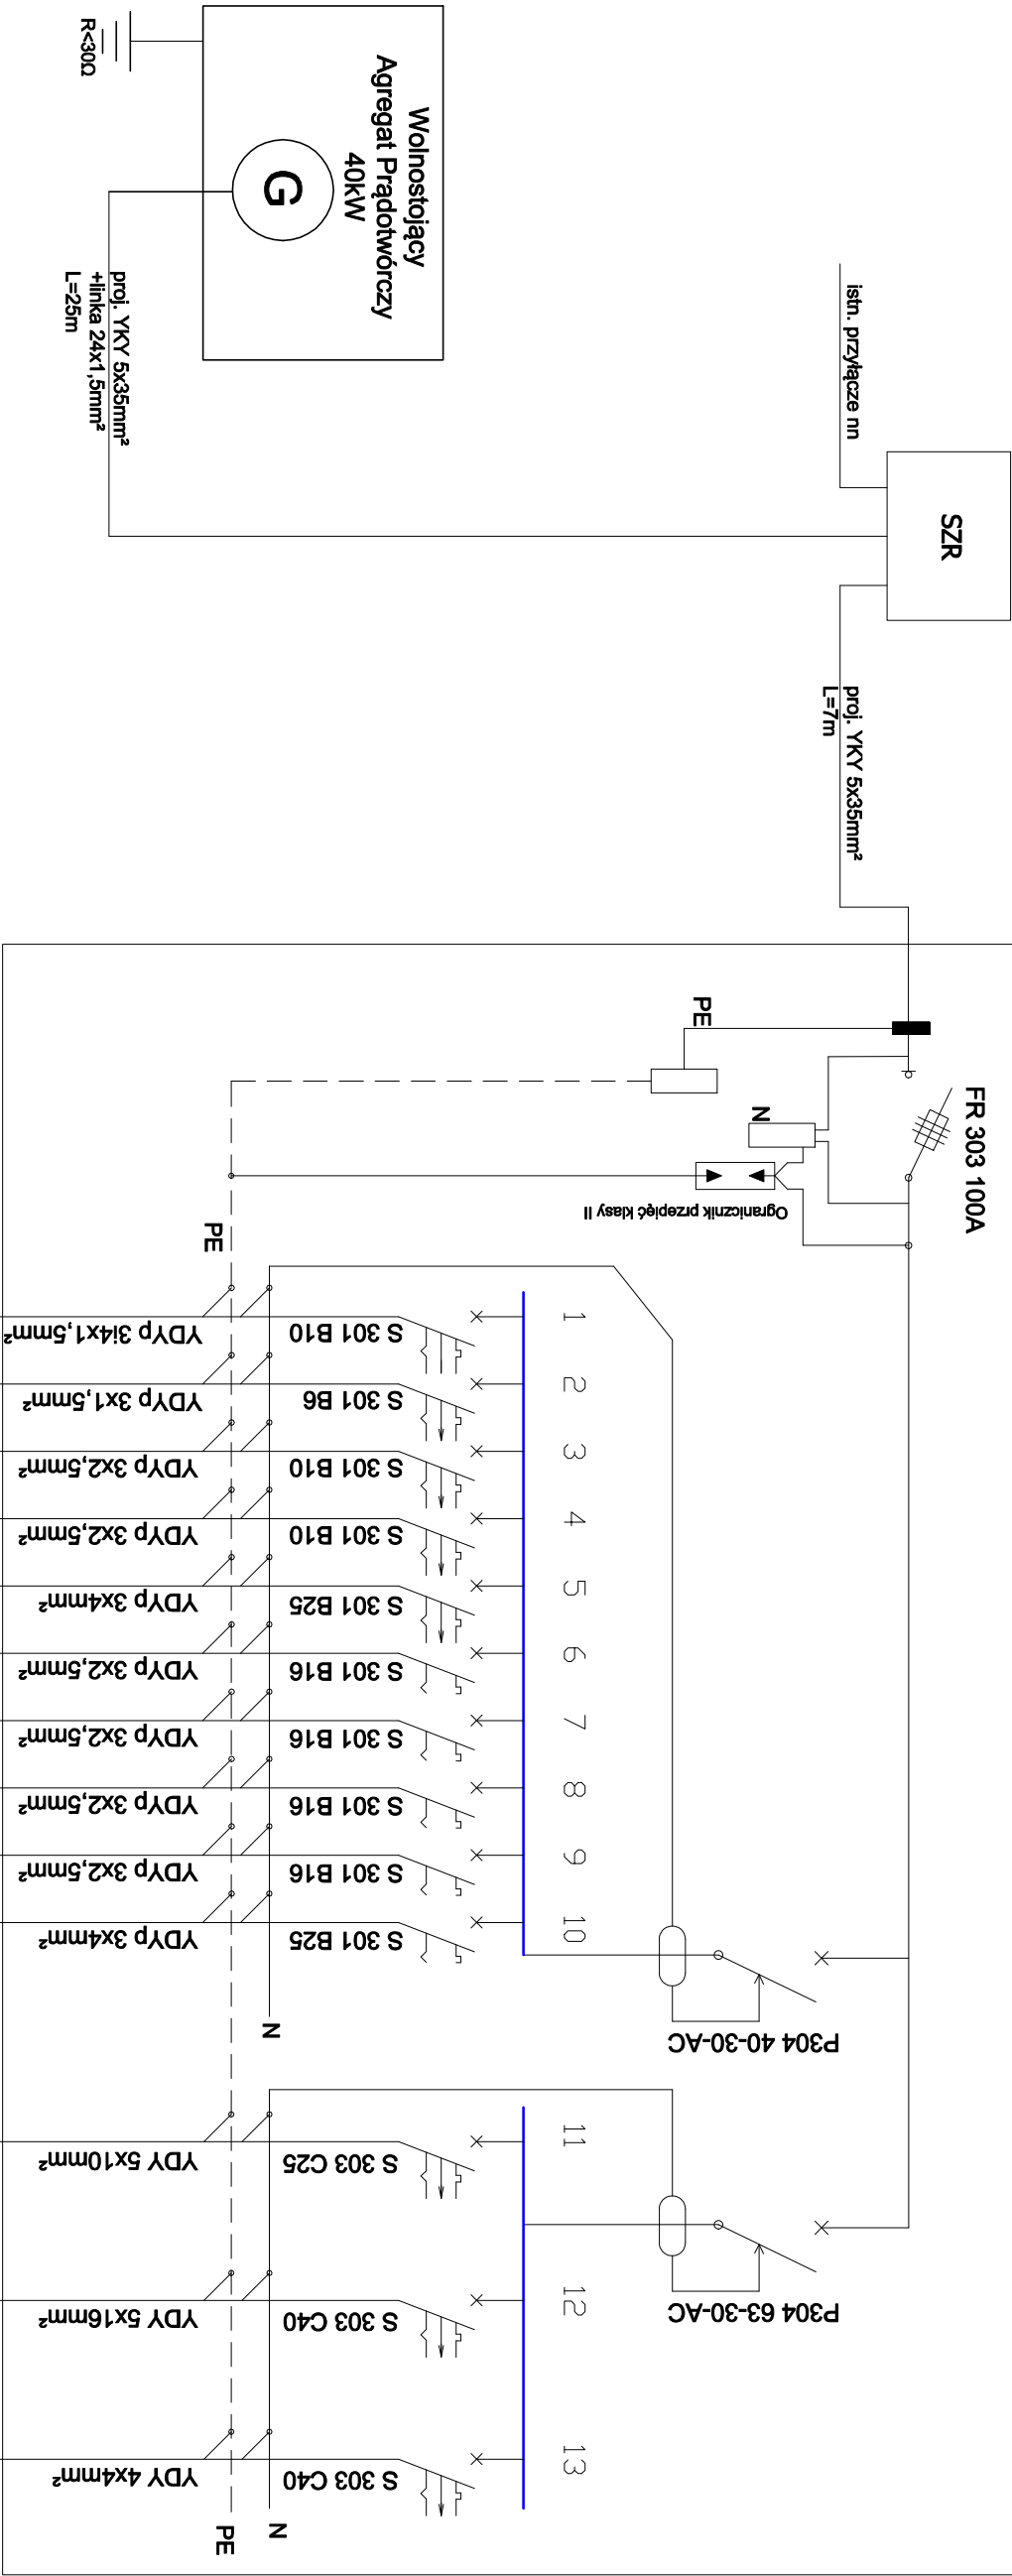 Wolnostojący
Agregat Prądotwórczy
40kW
G
R<30Ω
proj. YKY 5x35mm²
+linka 24x1,5mm²
L=25m
istn. przyłącze nn
SZR
proj. YKY 5x35mm²
L=7m
FR 303 100A
PE
N
Ogranicznik przepięć klasy II
PE
1
S 301 B10
YDYp 3i4x1,5mm²
2
S 301 B6
YDYp 3x1,5mm²
3
S 301 B10
YDYp 3x2,5mm²
4
S 301 B10
YDYp 3x2,5mm²
5
S 301 B25
YDYp 3x4mm²
6
S 301 B16
YDYp 3x2,5mm²
7
S 301 B16
YDYp 3x2,5mm²
8
S 301 B16
YDYp 3x2,5mm²
9
S 301 B16
YDYp 3x2,5mm²
10
S 301 B25
YDYp 3x4mm²
N
P304 40-30-AC
11
S 303 C25
YDY 5x10mm²
P304 63-30-AC
12
S 303 C40
YDY 5x16mm²
13
S 303 C40
YDY 4x4mm²
N
PE